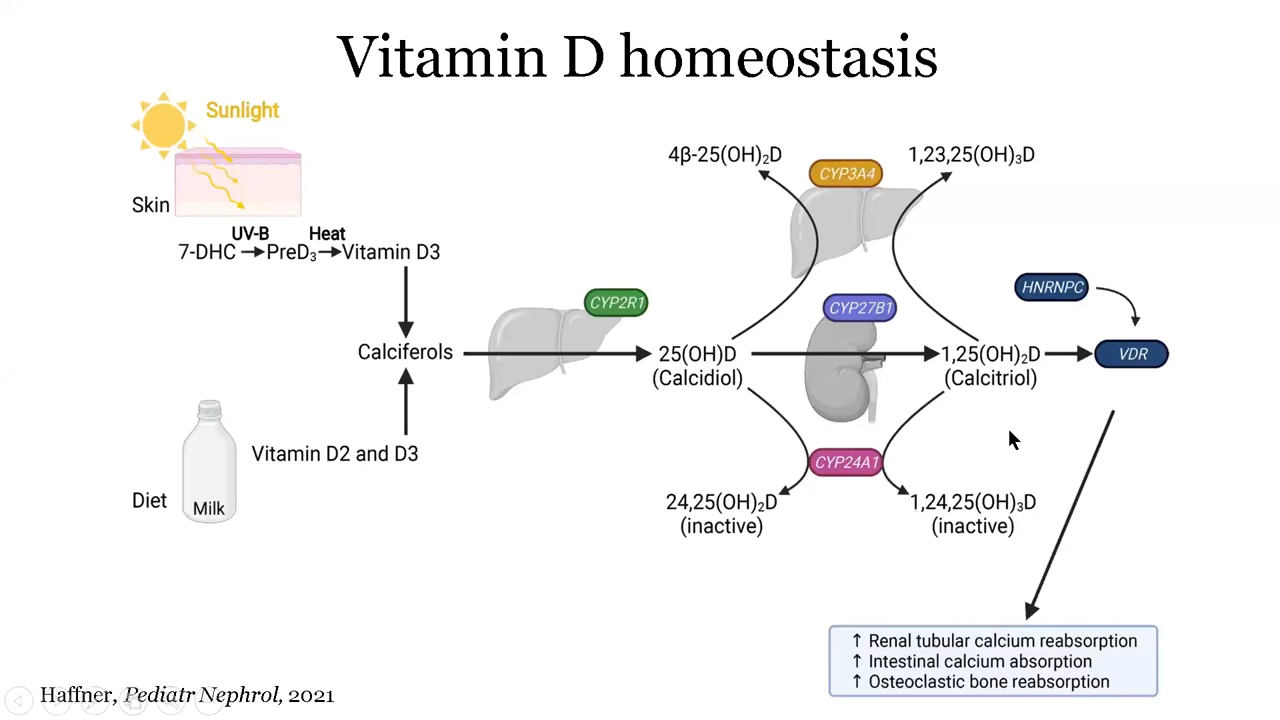 Vitamin D homeostasis
Sunlight
Skin
UV-B Heat
7-DHC → PreD₃ → Vitamin D3
Calciferols
Vitamin D2 and D3
Diet
Milk
CYP2R1
25(OH)D
(Calcidiol)
4β-25(OH)₂D
CYP3A4
1,23,25(OH)₃D
CYP27B1
1,25(OH)₂D
(Calcitriol)
HNRNPC
VDR
CYP24A1
24,25(OH)₂D
(inactive)
1,24,25(OH)₃D
(inactive)
↑ Renal tubular calcium reabsorption
↑ Intestinal calcium absorption
↑ Osteoclastic bone reabsorption
Haffner, Pediatr Nephrol, 2021